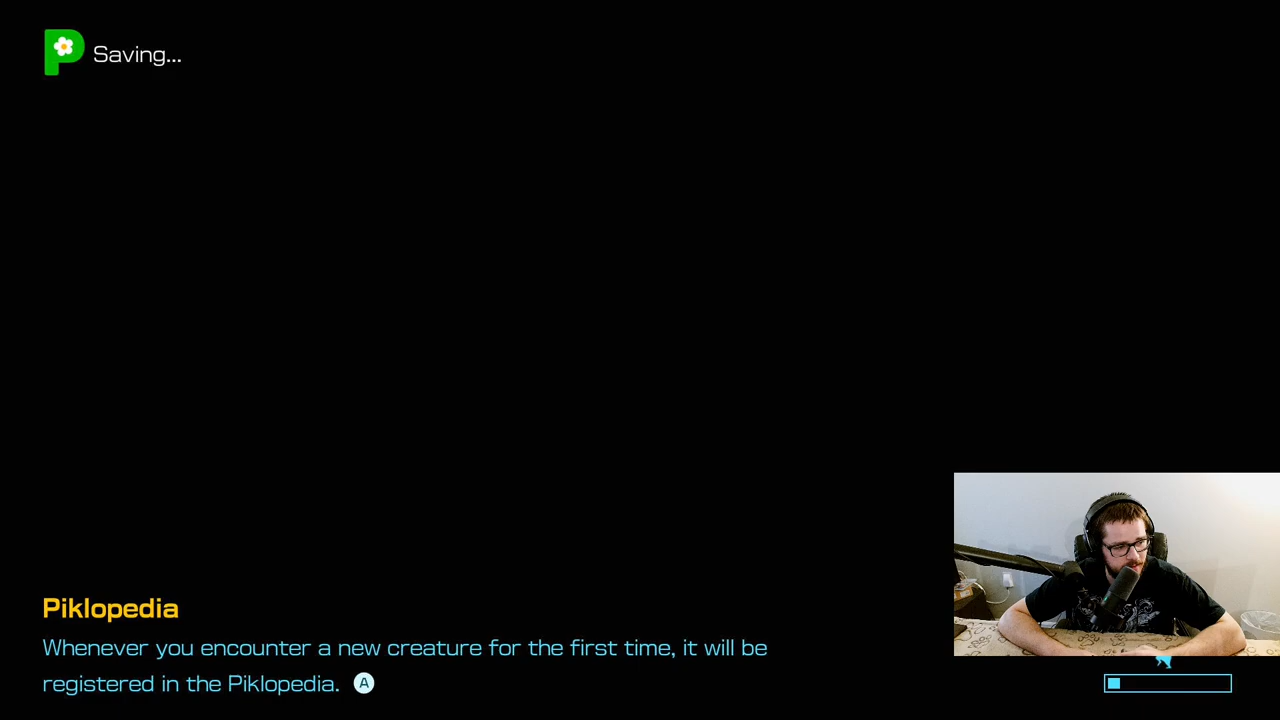 P Saving...
Piklopedia
Whenever you encounter a new creature for the first time, it will be
registered in the Piklopedia. A